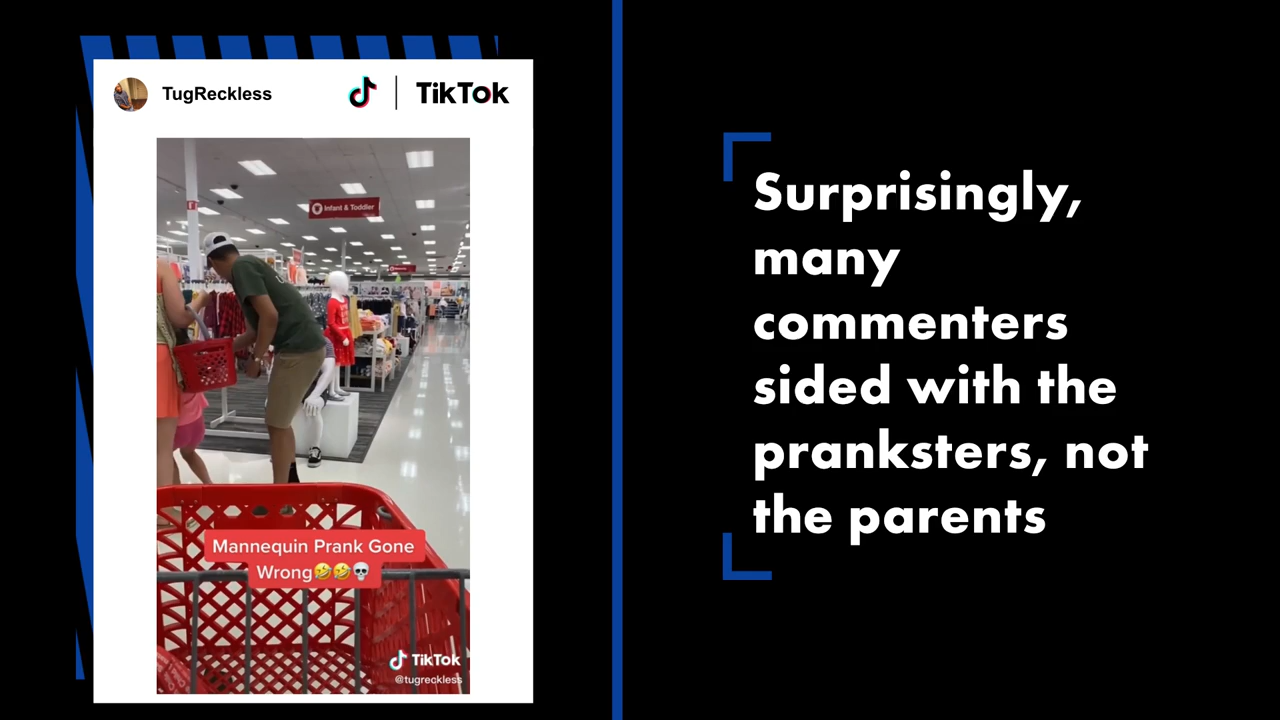 TugReckless
TikTok
Infant & Toddler
Mannequin Prank Gone
Wrong🤣🤣💀
TikTok
@tugreckless
Surprisingly,
many
commenters
sided with the
pranksters, not
the parents